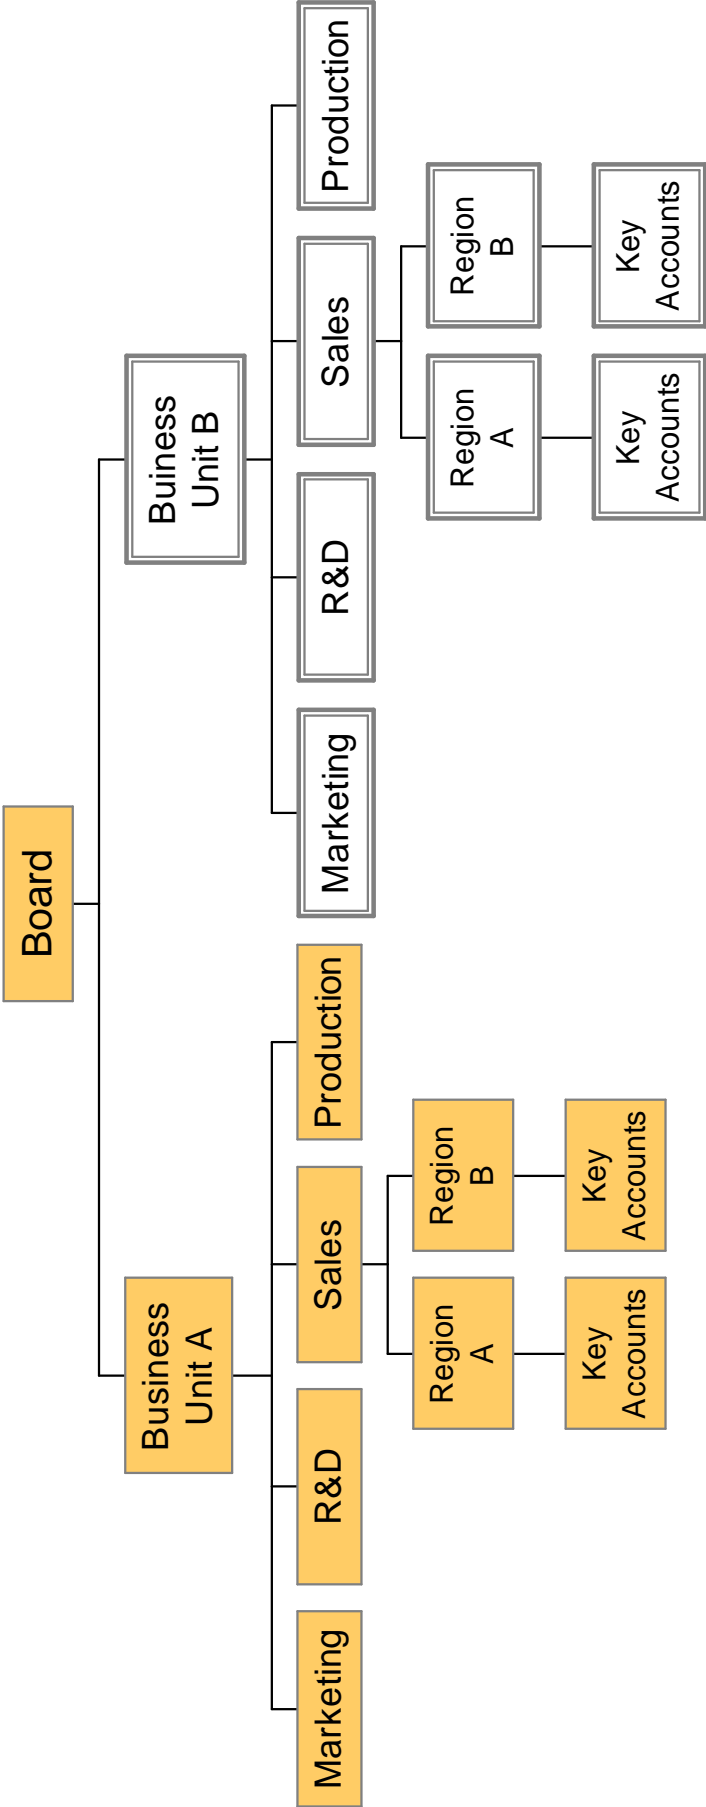 Board
Business
Unit A
Buiness
Unit B
Marketing
R&D
Sales
Production
Marketing
R&D
Sales
Production
Region
A
Region
B
Region
A
Region
B
Key
Accounts
Key
Accounts
Key
Accounts
Key
Accounts